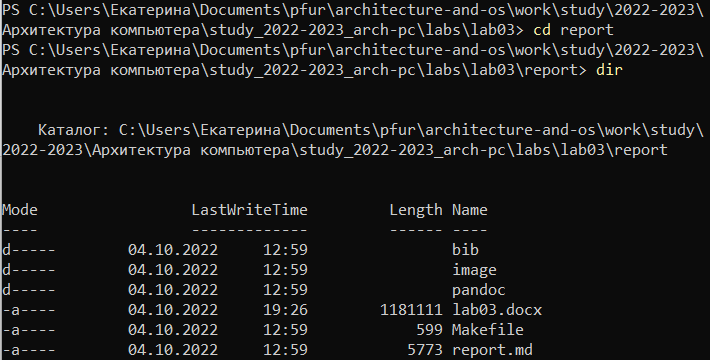 PS C:\Users\Екатерина\Documents\pfur\architecture-and-os\work\study\2022-2023\
Архитектура компьютера\study_2022-2023_arch-pc\labs\lab03> cd report
PS C:\Users\Екатерина\Documents\pfur\architecture-and-os\work\study\2022-2023\
Архитектура компьютера\study_2022-2023_arch-pc\labs\lab03\report> dir
Каталог: C:\Users\Екатерина\Documents\pfur\architecture-and-os\work\study\
2022-2023\Архитектура компьютера\study_2022-2023_arch-pc\labs\lab03\report
Mode LastWriteTime Length Name
---- ------------- ------ ----
d----- 04.10.2022 12:59 bib
d----- 04.10.2022 12:59 image
d----- 04.10.2022 12:59 pandoc
-a---- 04.10.2022 19:26 1181111 lab03.docx
-a---- 04.10.2022 12:59 599 Makefile
-a---- 04.10.2022 12:59 5773 report.md